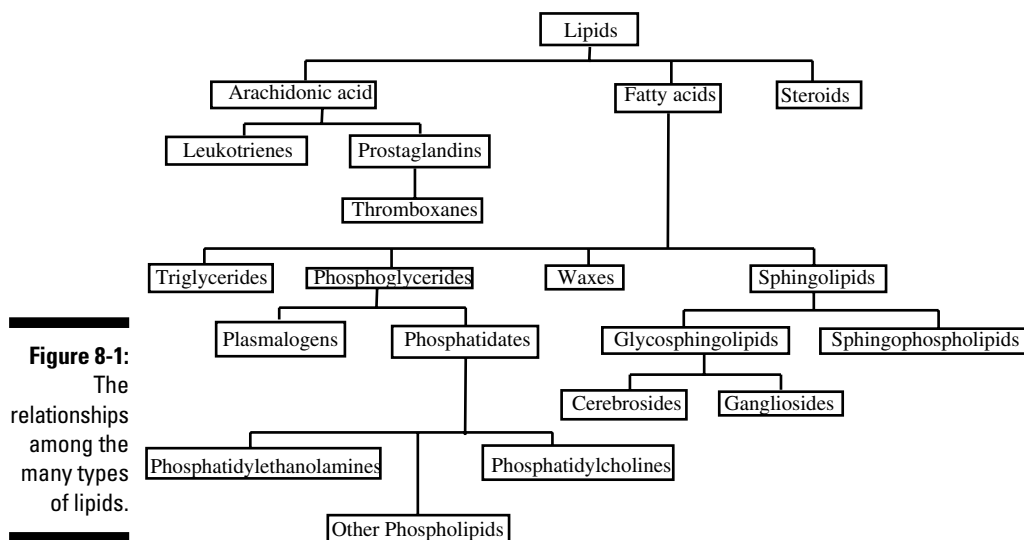 Lipids
Arachidonic acid
Fatty acids
Steroids
Leukotrienes
Prostaglandins
Thromboxanes
Triglycerides
Phosphoglycerides
Waxes
Sphingolipids
Plasmalogens
Phosphatidates
Glycosphingolipids
Sphingophospholipids
Cerebrosides
Gangliosides
Phosphatidylethanolamines
Phosphatidylcholines
Other Phospholipids
Figure 8-1:
The
relationships
among the
many types
of lipids.